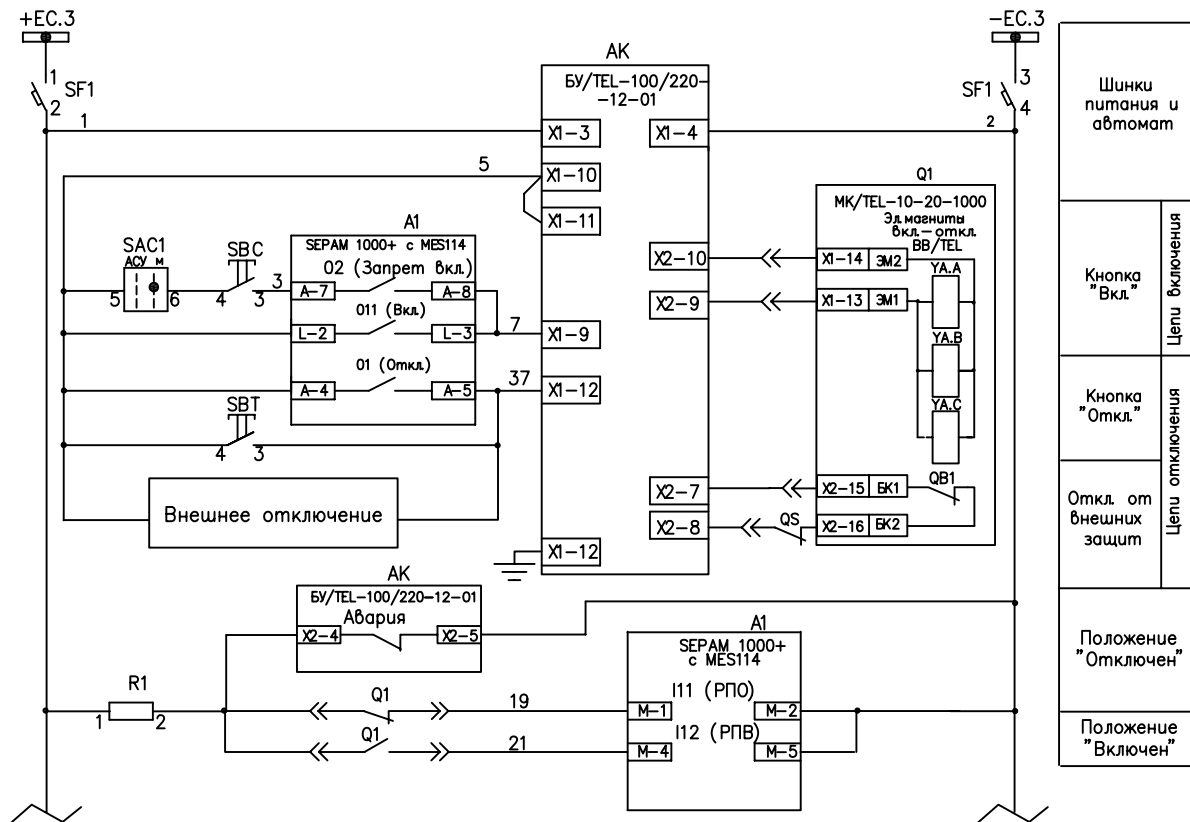 +EC.3
1
SF1
2
1
AK
БУ/TEL-100/220-
-12-01
X1-3
X1-4
X1-10
X1-11
X2-10
X2-9
X1-9
X1-12
X2-7
X2-8
X1-12
-EC.3
3
SF1
4
2
5
A1
SEPAM 1000+ с MES114
O2 (Запрет вкл.)
A-7
A-8
O11 (Вкл.)
L-2
L-3
O1 (Откл.)
A-4
A-5
SAC1
АСУ м
5
6
SBC
4
3
3
7
37
SBT
4
3
Внешнее отключение
Q1
MK/TEL-10-20-1000
Эл.магниты
вкл-откл.
BB/TEL
X1-14
ЭМ2
X1-13
ЭМ1
YA.A
YA.B
YA.C
X2-15
БК1
QB1
X2-16
БК2
QS
AK
БУ/TEL-100/220-12-01
Авария
X2-4
X2-5
R1
1
2
Q1
19
Q1
21
A1
SEPAM 1000+
с MES114
I11 (РПО)
M-1
M-2
I12 (РПВ)
M-4
M-5
Шинки
питания и
автомат
Кнопка
"Вкл."
Цепи включения
Кнопка
"Откл."
Откл. от
внешних
защит
Цепи отключения
Положение
"Отключен"
Положение
"Включен"